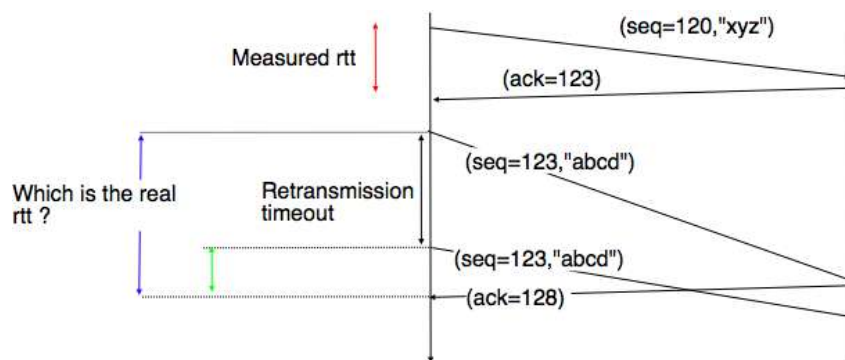 (seq=120,"xyz")
Measured rtt
(ack=123)
(seq=123,"abcd")
Which is the real
rtt ?
Retransmission
timeout
(seq=123,"abcd")
(ack=128)